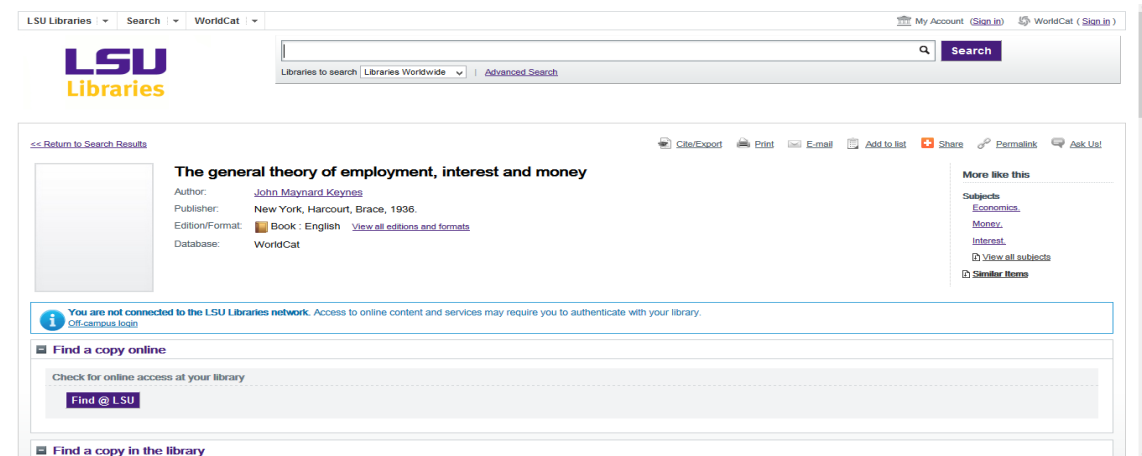 LSU Libraries Search WorldCat My Account (Sign in) WorldCat ( Sign in )
LSU
Libraries
Search
Libraries to search Libraries Worldwide | Advanced Search
<< Return to Search Results Cite/Export Print E-mail Add to list Share Permalink Ask Us!
The general theory of employment, interest and money
Author: John Maynard Keynes
Publisher: New York, Harcourt, Brace, 1936.
Edition/Format: Book : English View all editions and formats
Database: WorldCat
More like this
Subjects
Economics.
Money.
Interest.
View all subjects
Similar Items
You are not connected to the LSU Libraries network. Access to online content and services may require you to authenticate with your library.
Off-campus login
Find a copy online
Check for online access at your library
Find @ LSU
Find a copy in the library